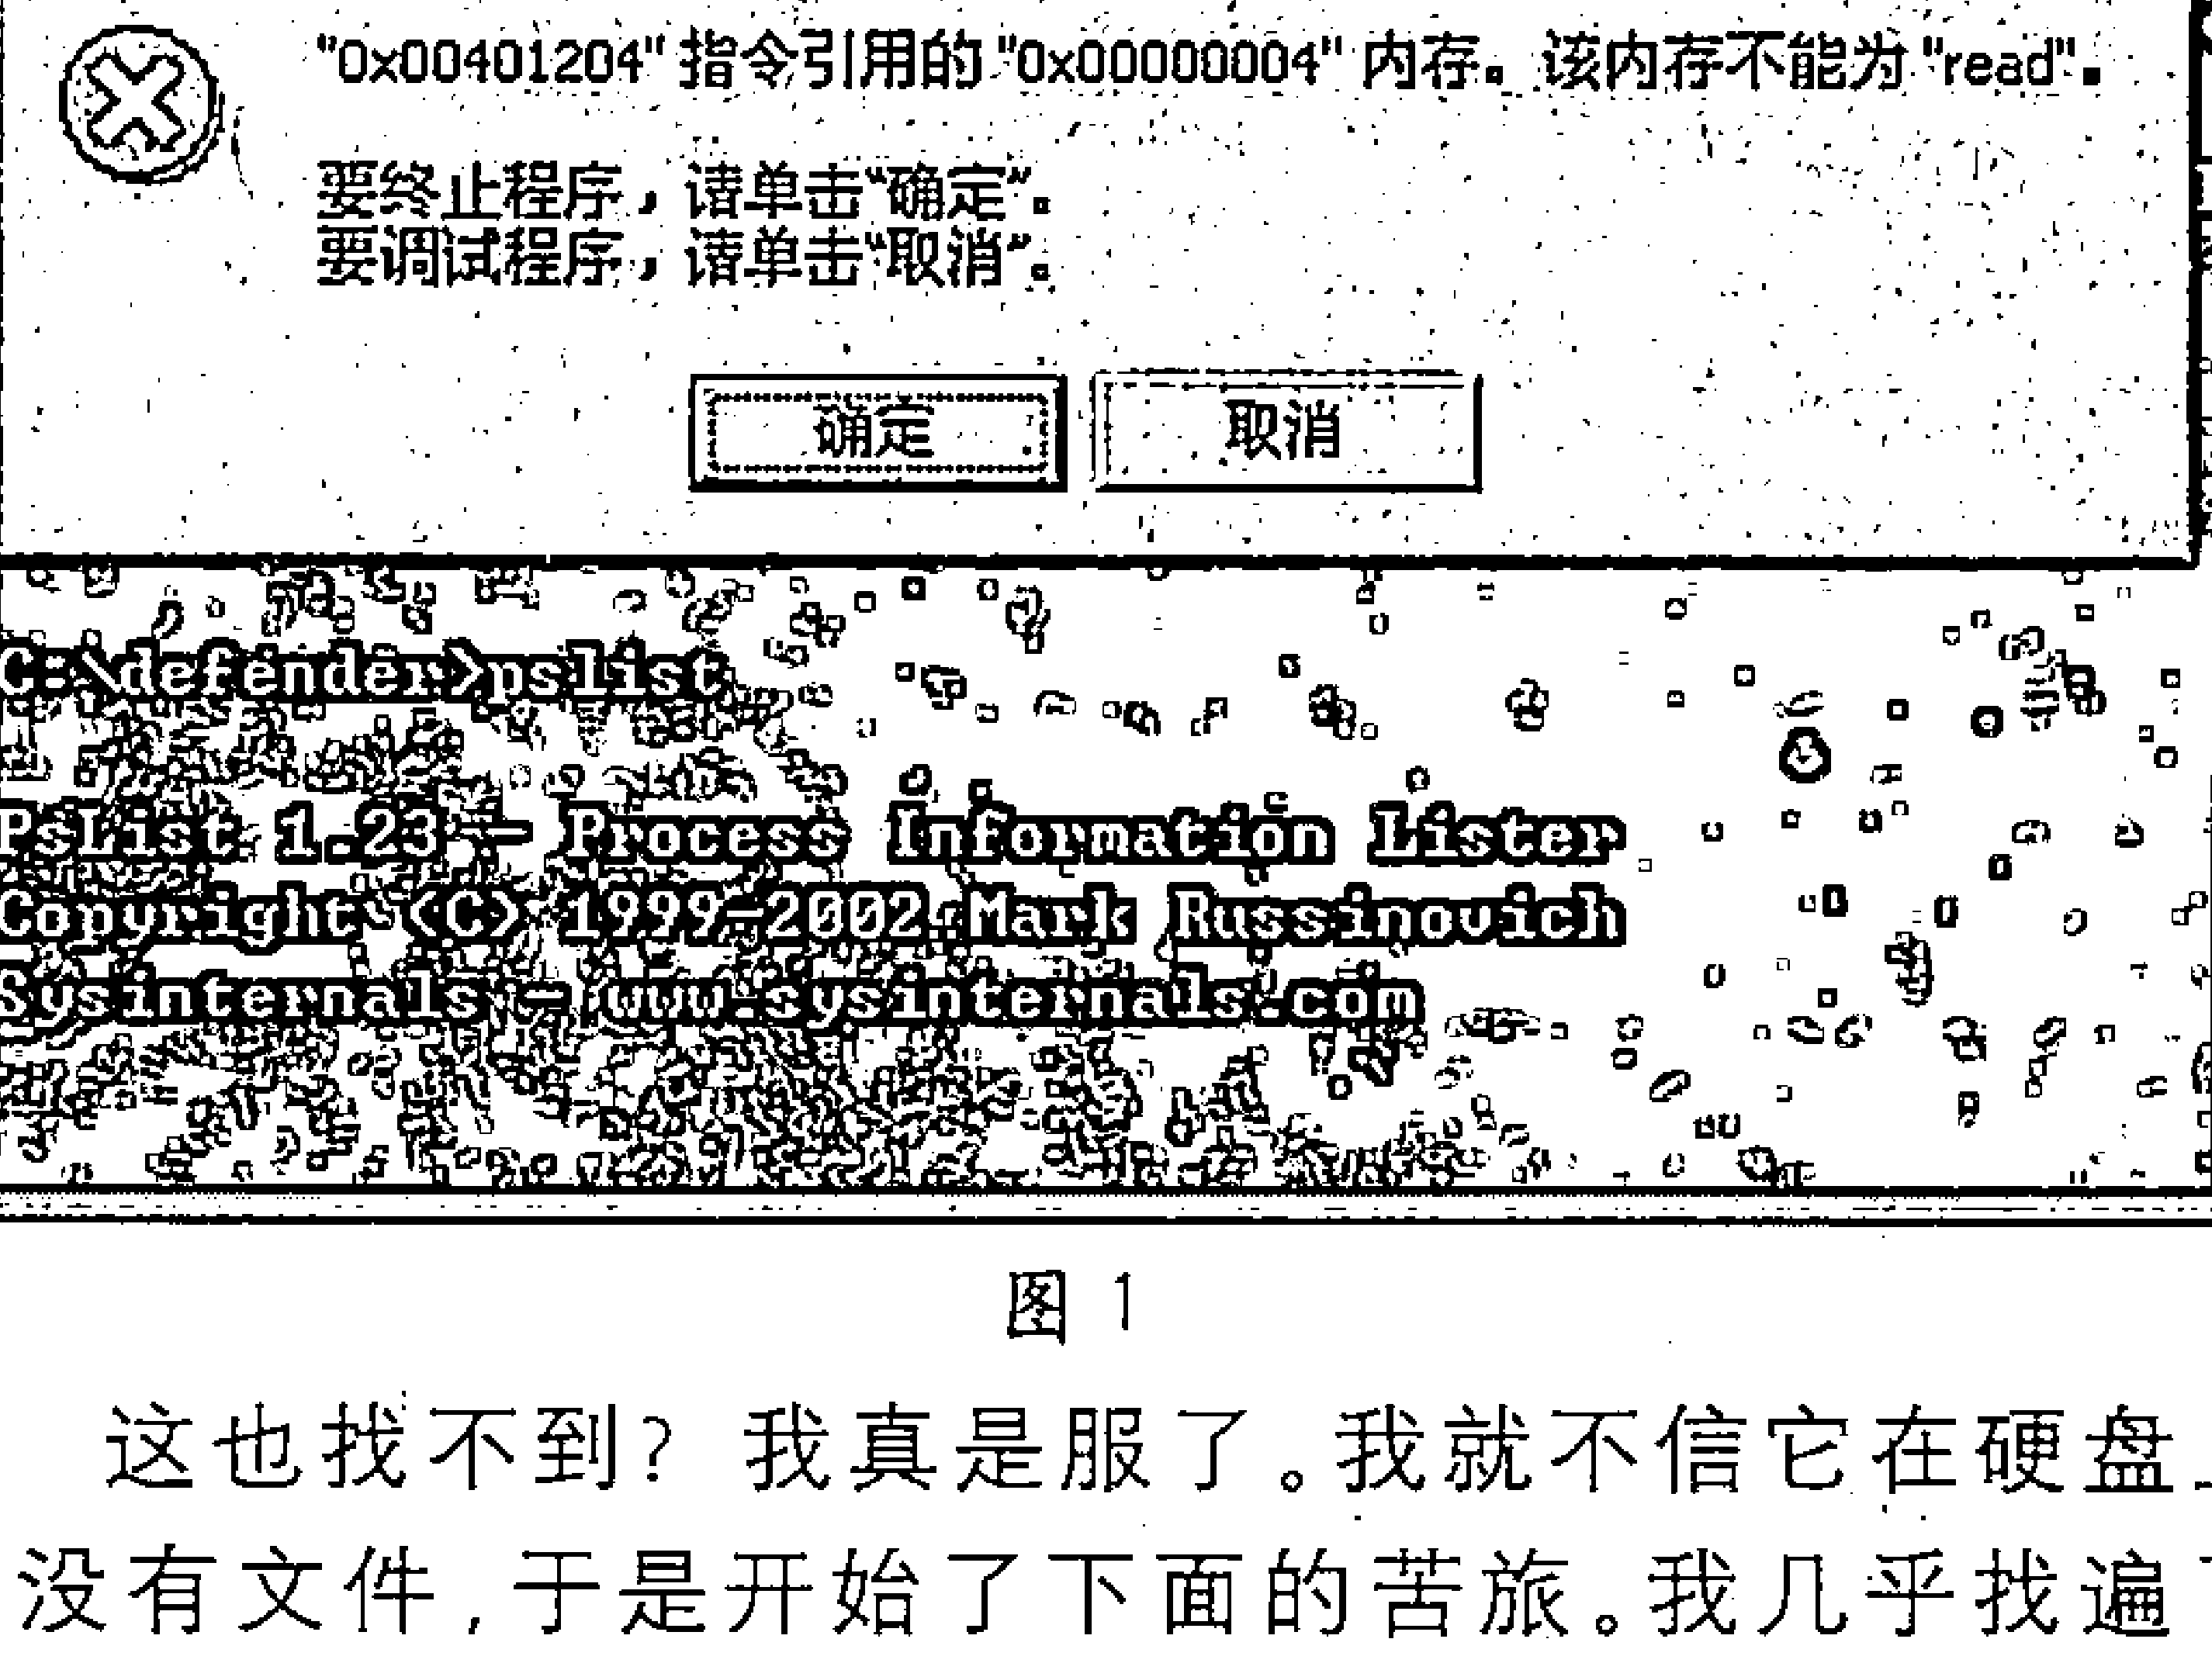 "0x00401204" 指令引用的 "0x00000004" 内存。该内存不能为 "read"。
要终止程序，请单击“确定”。
要调试程序，请单击“取消”。
确定 取消
C:\defender>pslist
PsList 1.23 - Process Information Lister
Copyright (C) 1999-2002 Mark Russinovich
Sysinternals - www.sysinternals.com
图 1
这也找不到? 我真是服了。我就不信它在硬盘
没有文件,于是开始了下面的苦旅。我几乎找遍